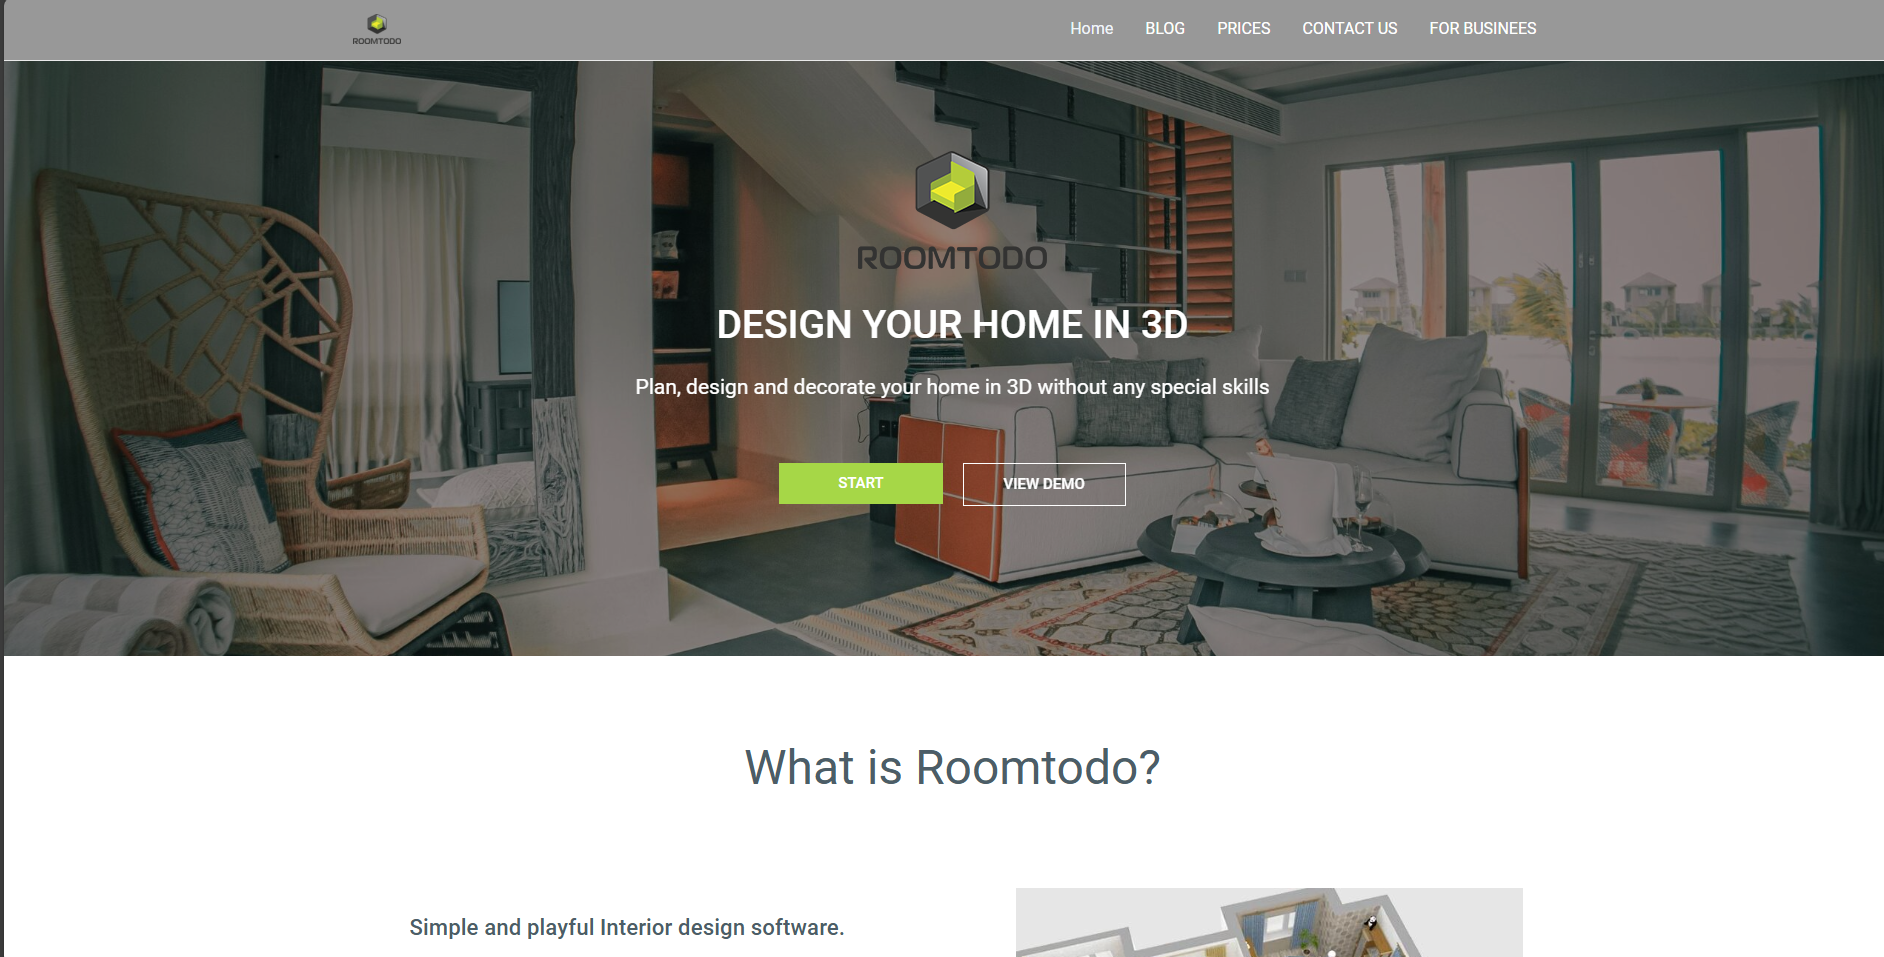 ROOMTODO
Home BLOG PRICES CONTACT US FOR BUSINEES
ROOMTODO
DESIGN YOUR HOME IN 3D
Plan, design and decorate your home in 3D without any special skills
START VIEW DEMO
What is Roomtodo?
Simple and playful Interior design software.